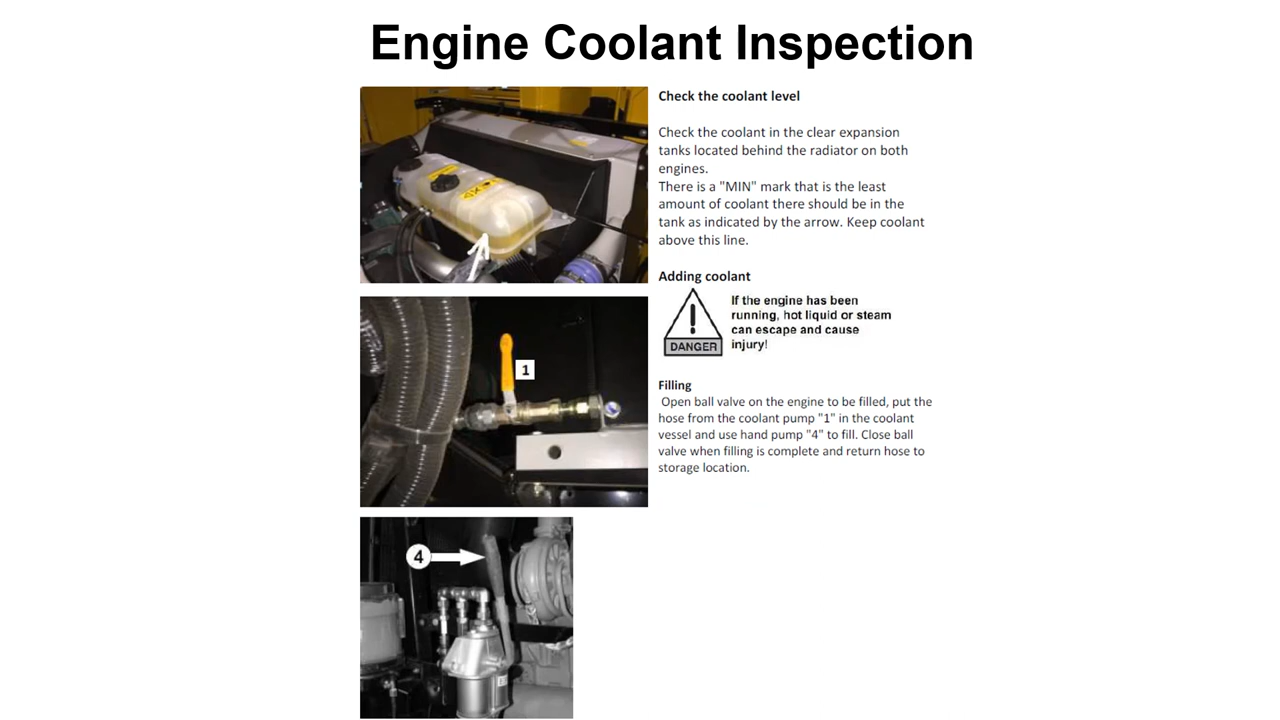 Engine Coolant Inspection
Check the coolant level
Check the coolant in the clear expansion
tanks located behind the radiator on both
engines.
There is a "MIN" mark that is the least
amount of coolant there should be in the
tank as indicated by the arrow. Keep coolant
above this line.
Adding coolant
DANGER
If the engine has been
running, hot liquid or steam
can escape and cause
injury!
1
Filling
Open ball valve on the engine to be filled, put the
hose from the coolant pump "1" in the coolant
vessel and use hand pump "4" to fill. Close ball
valve when filling is complete and return hose to
storage location.
4